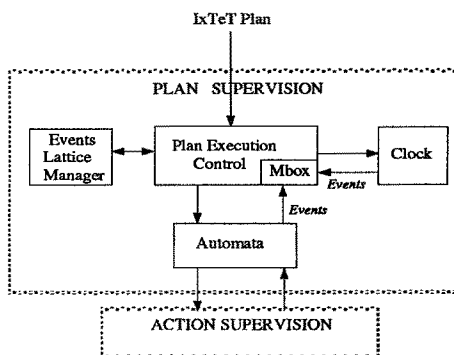 IxTeT Plan
PLAN SUPERVISION
Events
Lattice
Manager
Plan Execution
Control
Mbox
Clock
Events
Events
Automata
ACTION SUPERVISION